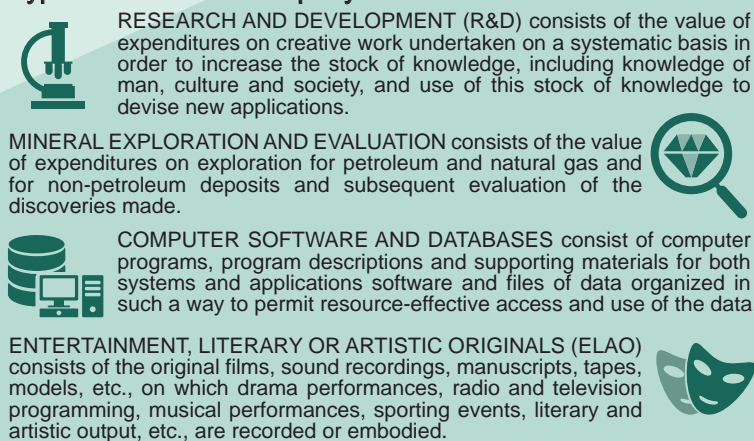 RESEARCH AND DEVELOPMENT (R&D) consists of the value of
expenditures on creative work undertaken on a systematic basis in
order to increase the stock of knowledge, including knowledge of
man, culture and society, and use of this stock of knowledge to
devise new applications.
MINERAL EXPLORATION AND EVALUATION consists of the value
of expenditures on exploration for petroleum and natural gas and
for non-petroleum deposits and subsequent evaluation of the
discoveries made.
COMPUTER SOFTWARE AND DATABASES consist of computer
programs, program descriptions and supporting materials for both
systems and applications software and files of data organized in
such a way to permit resource-effective access and use of the data
ENTERTAINMENT, LITERARY OR ARTISTIC ORIGINALS (ELAO)
consists of the original films, sound recordings, manuscripts, tapes,
models, etc., on which drama performances, radio and television
programming, musical performances, sporting events, literary and
artistic output, etc., are recorded or embodied.